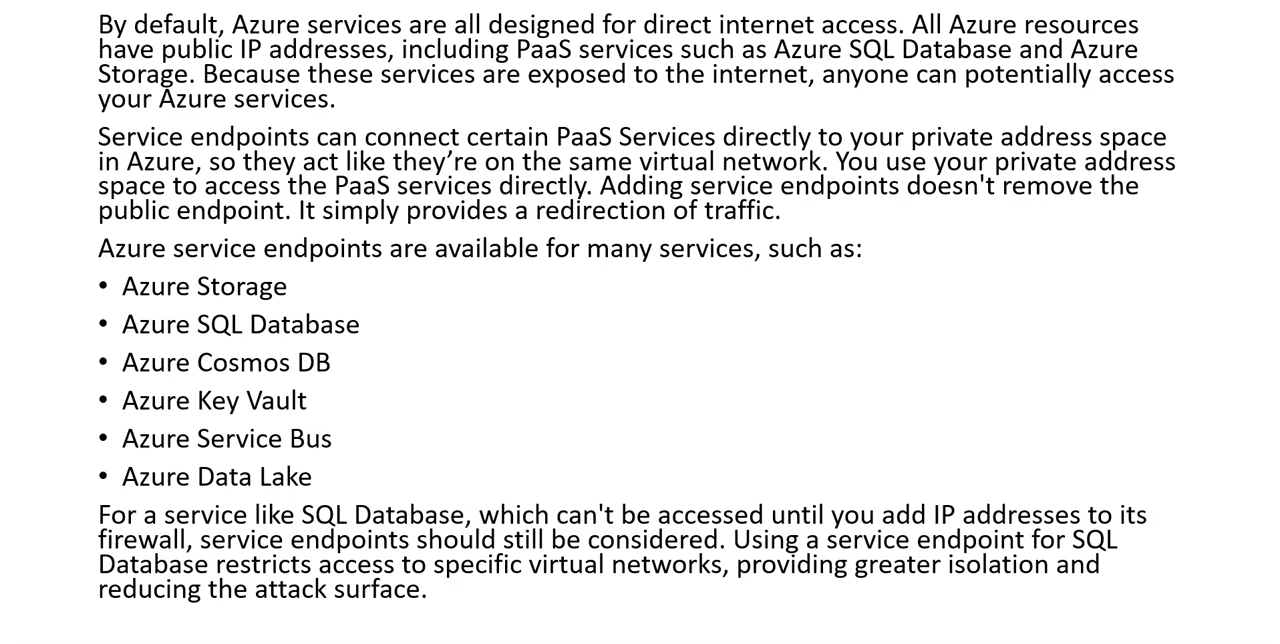 By default, Azure services are all designed for direct internet access. All Azure resources
have public IP addresses, including PaaS services such as Azure SQL Database and Azure
Storage. Because these services are exposed to the internet, anyone can potentially access
your Azure services.
Service endpoints can connect certain PaaS Services directly to your private address space
in Azure, so they act like they’re on the same virtual network. You use your private address
space to access the PaaS services directly. Adding service endpoints doesn't remove the
public endpoint. It simply provides a redirection of traffic.
Azure service endpoints are available for many services, such as:
• Azure Storage
• Azure SQL Database
• Azure Cosmos DB
• Azure Key Vault
• Azure Service Bus
• Azure Data Lake
For a service like SQL Database, which can't be accessed until you add IP addresses to its
firewall, service endpoints should still be considered. Using a service endpoint for SQL
Database restricts access to specific virtual networks, providing greater isolation and
reducing the attack surface.